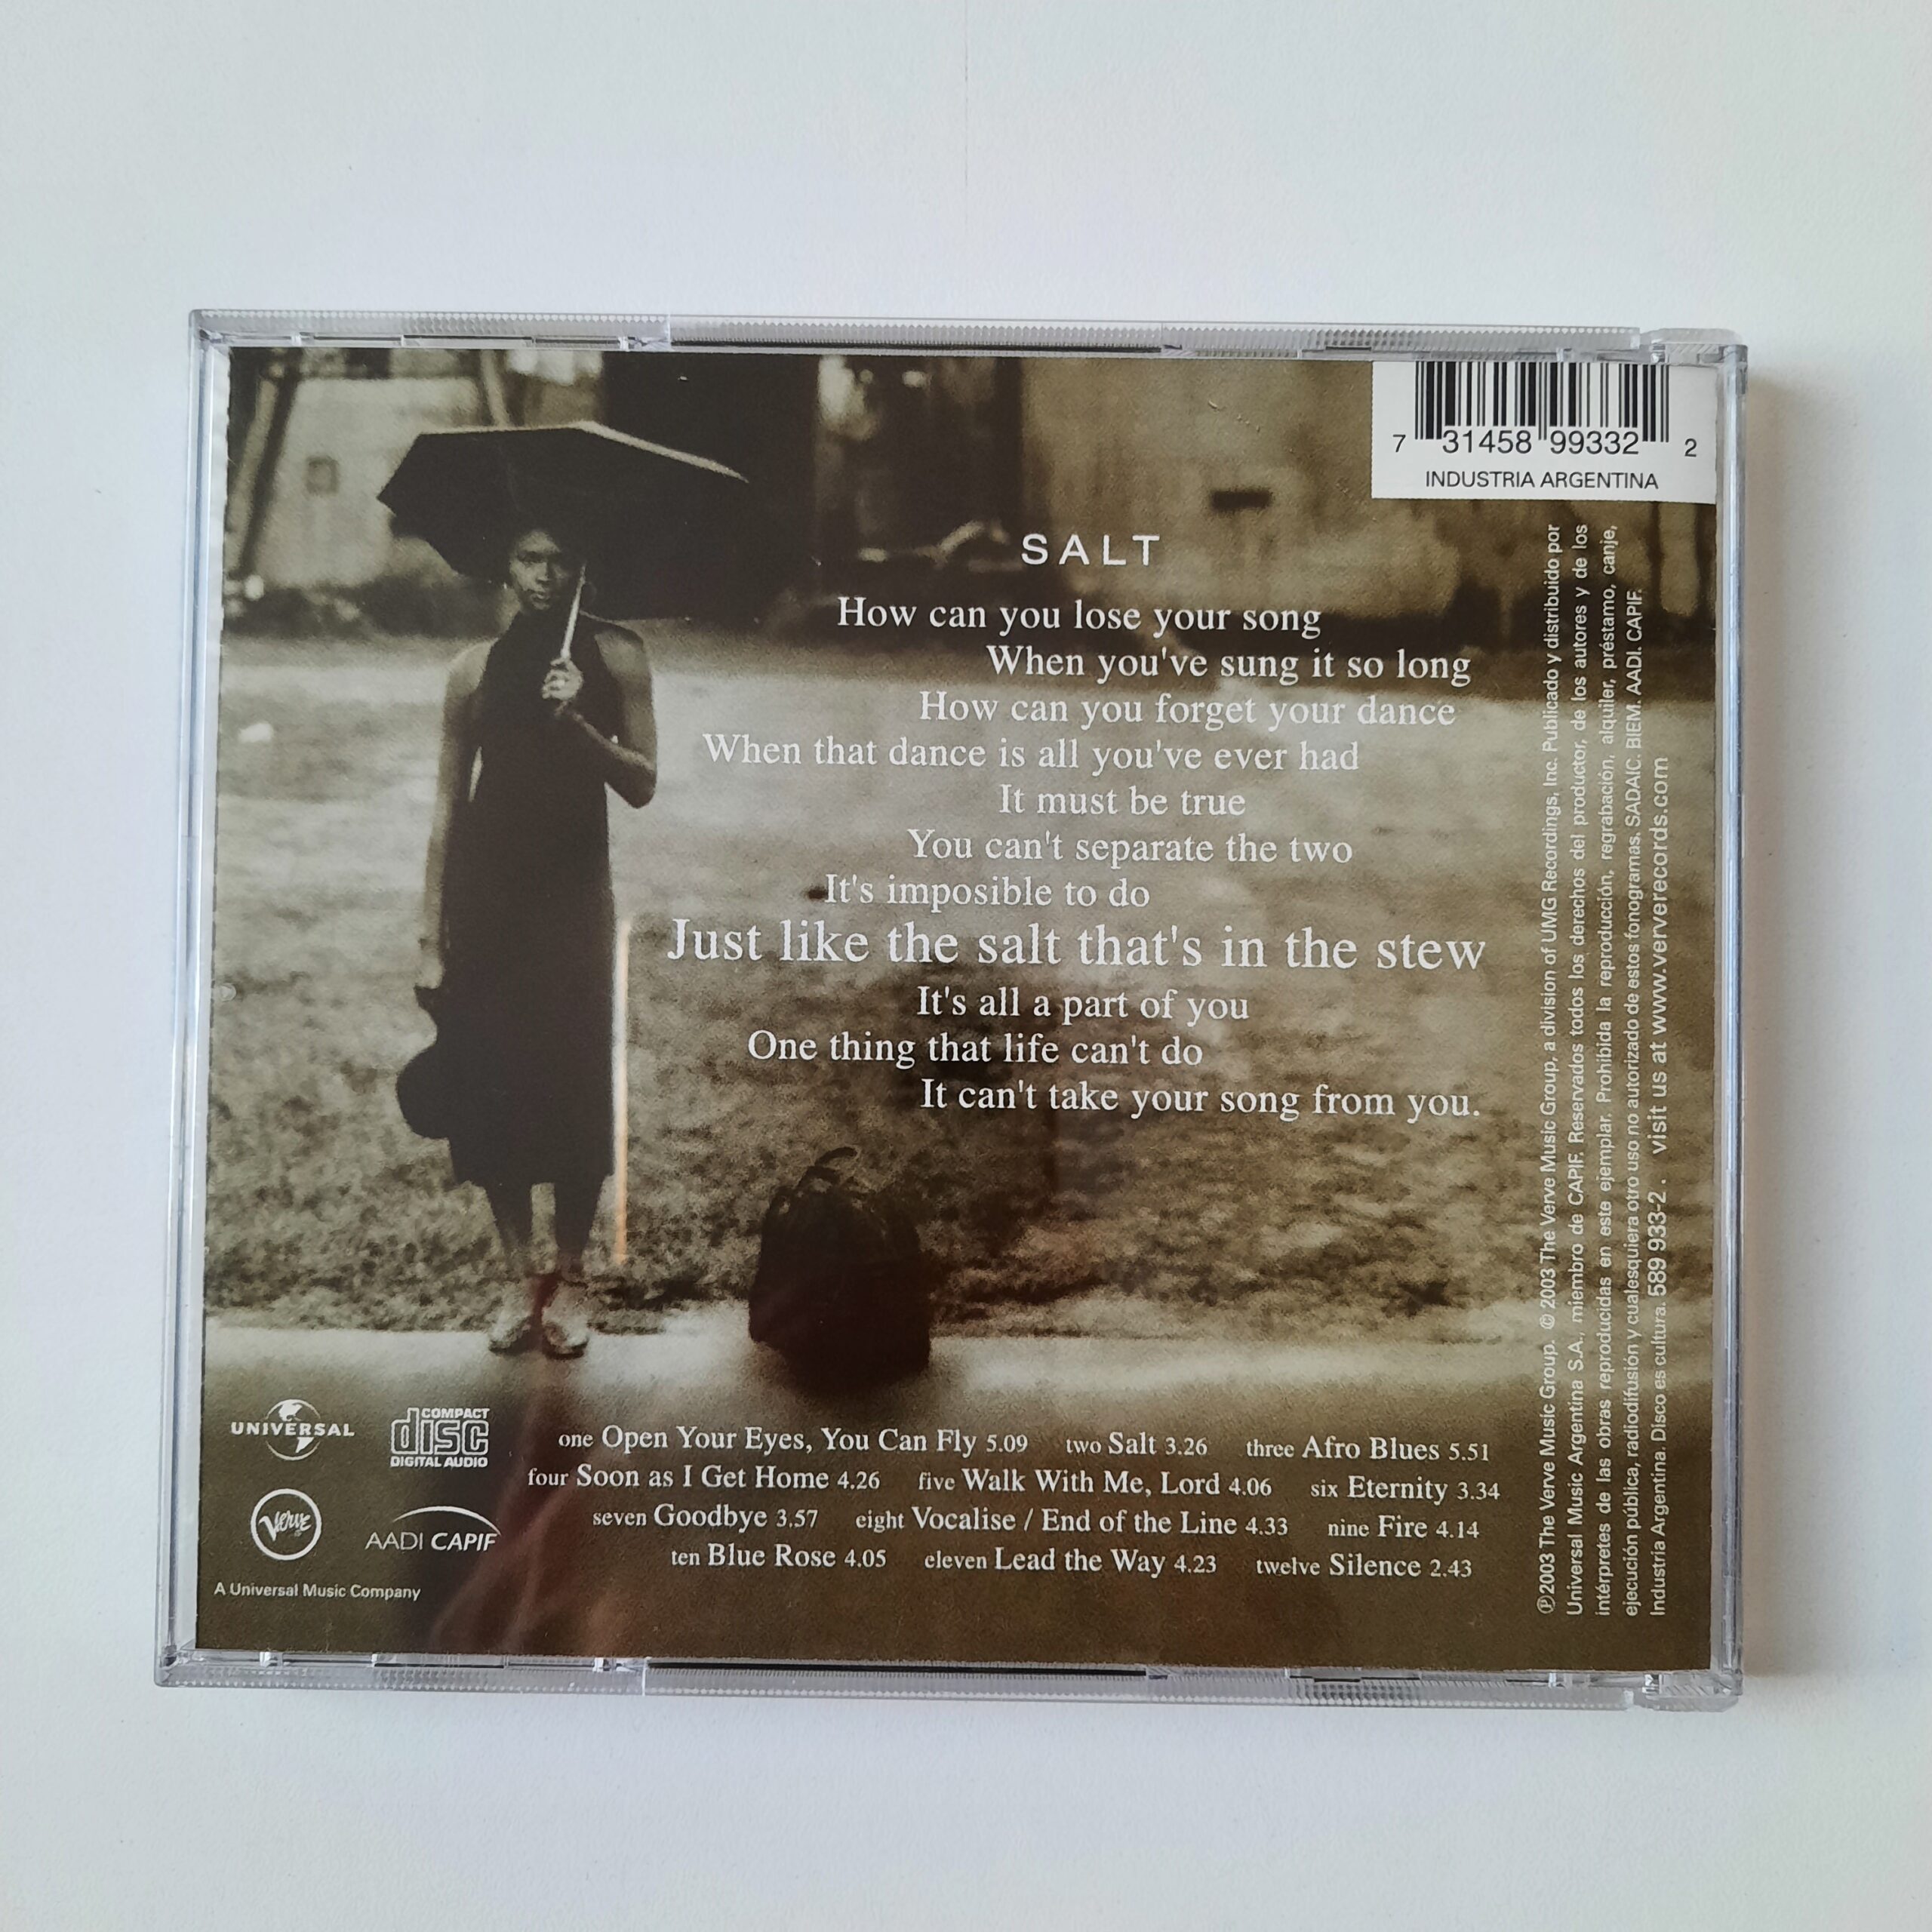 7 31458 99332 2
INDUSTRIA ARGENTINA
SALT
How can you lose your song
When you've sung it so long
How can you forget your dance
When that dance is all you've ever had
It must be true
You can't separate the two
It's imposible to do
Just like the salt that's in the stew
It's all a part of you
One thing that life can't do
It can't take your song from you.
UNIVERSAL
COMPACT
disc
DIGITAL AUDIO
Verve
AADI CAPIF
A Universal Music Company
one Open Your Eyes, You Can Fly 5.09 two Salt 3.26 three Afro Blues 5.51
four Soon as I Get Home 4.26 five Walk With Me, Lord 4.06 six Eternity 3.34
seven Goodbye 3.57 eight Vocalise / End of the Line 4.33 nine Fire 4.14
ten Blue Rose 4.05 eleven Lead the Way 4.23 twelve Silence 2.43
℗2003 The Verve Music Group. © 2003 The Verve Music Group, a division of UMG Recordings, Inc. Publicado y distribuido por
Universal Music Argentina S.A., miembro de CAPIF. Reservados todos los derechos del productor, de los autores y de los
intérpretes de las obras reproducidas en este ejemplar. Prohibida la reproducción, regrabación, alquiler, préstamo, canje,
ejecución pública, radiodifusión y cualesquiera otro uso no autorizado de estos fonogramas. SADAIC. BIEM. AADI. CAPIF.
Industria Argentina. Disco es cultura. 589 933-2 . visit us at www.ververecords.com